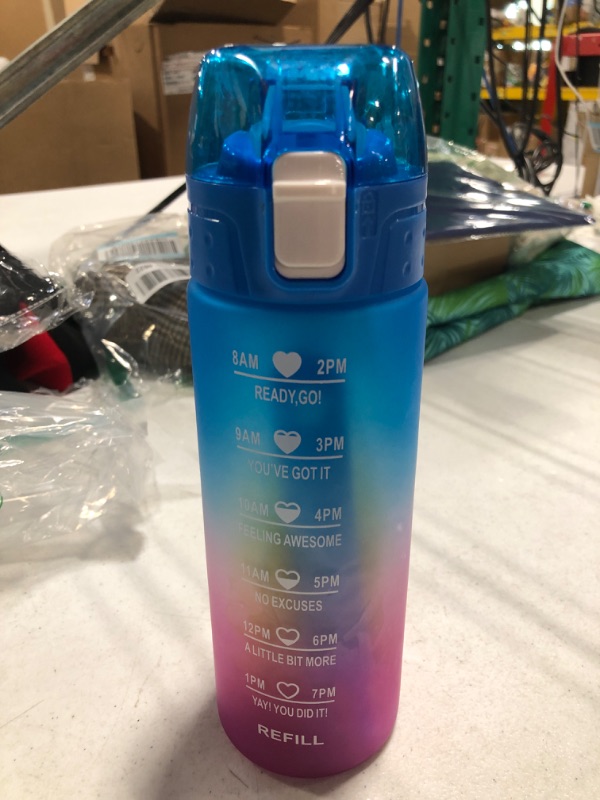 8AM 2PM
READY,GO!
9AM 3PM
YOU'VE GOT IT
10AM 4PM
FEELING AWESOME
11AM 5PM
NO EXCUSES
12PM 6PM
A LITTLE BIT MORE
1PM 7PM
YAY! YOU DID IT!
REFILL